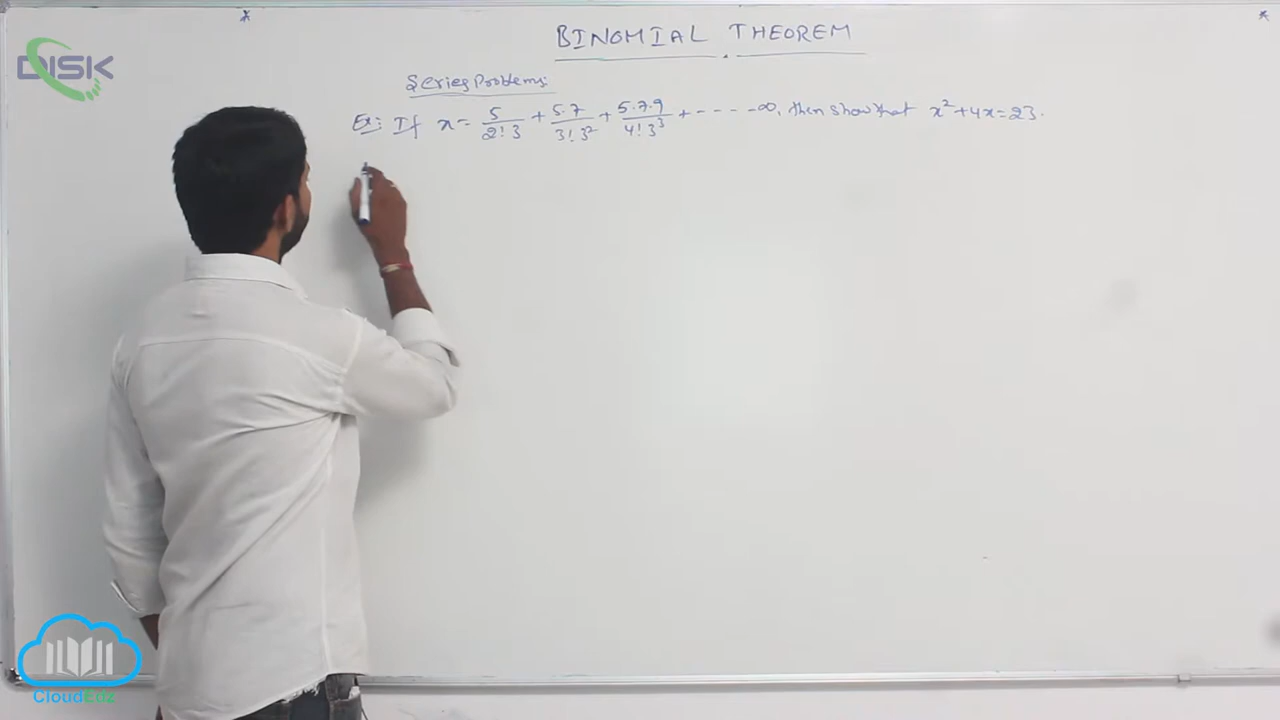 BINOMIAL THEOREM
DISK
Series Problems:
Ex: If x = 5/2!3 + 5.7/3!3² + 5.7.9/4!3³ + - - - - ∞, then show that x² + 4x = 23.
CloudEdz